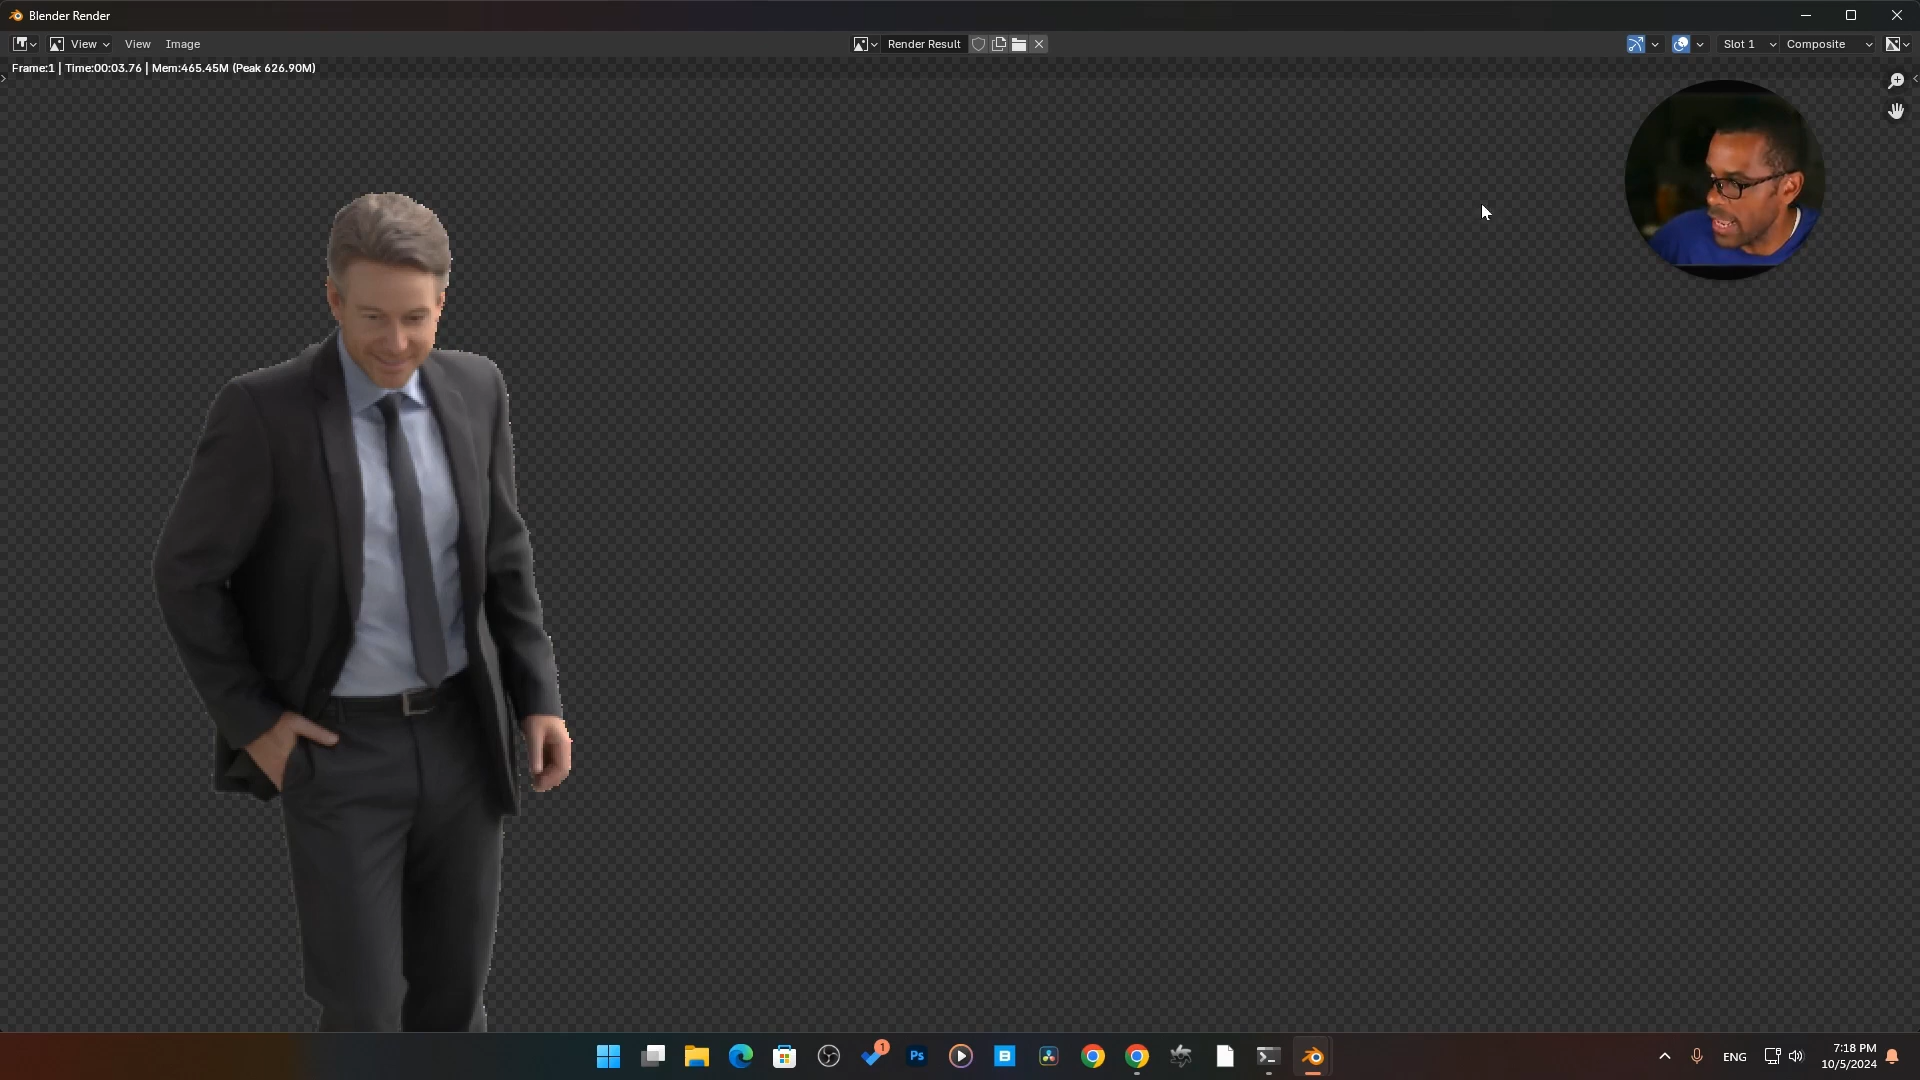 Blender Render
View View Image Render Result Slot 1 Composite
Frame:1 | Time:00:03.76 | Mem:465.45M (Peak 626.90M)
1
Ps
B
ENG
7:18 PM
10/5/2024